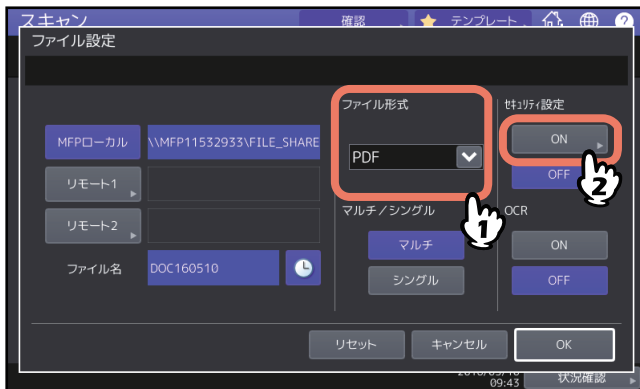 スキャン
確認
テンプレート
?
ファイル設定
ファイル形式
セキュリティ設定
MFPローカル
\\MFP11532933\FILE_SHARE
PDF
ON
OFF
リモート1
リモート2
マルチ/シングル
OCR
1
2
マルチ
ON
ファイル名
DOC160510
シングル
OFF
リセット
キャンセル
OK
09:43
状況確認